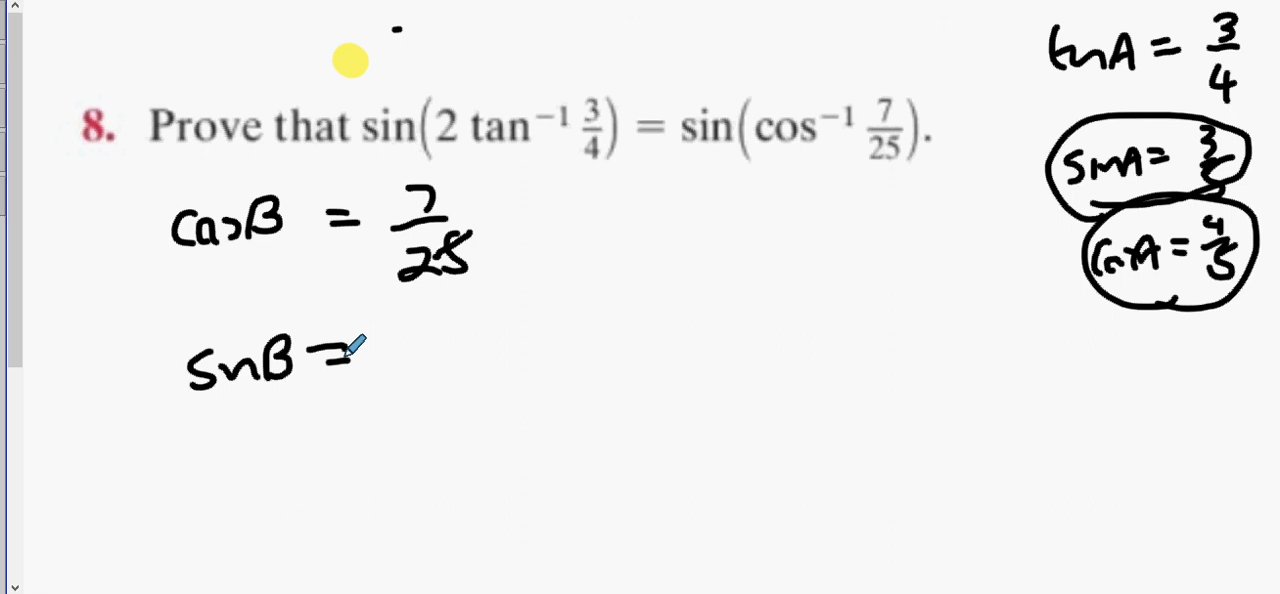 tanA = 3/4
8. Prove that sin(2 tan⁻¹ 3/4) = sin(cos⁻¹ 7/25).
sinA = 3/5
cosB = 7/25
cosA = 4/5
sinB =